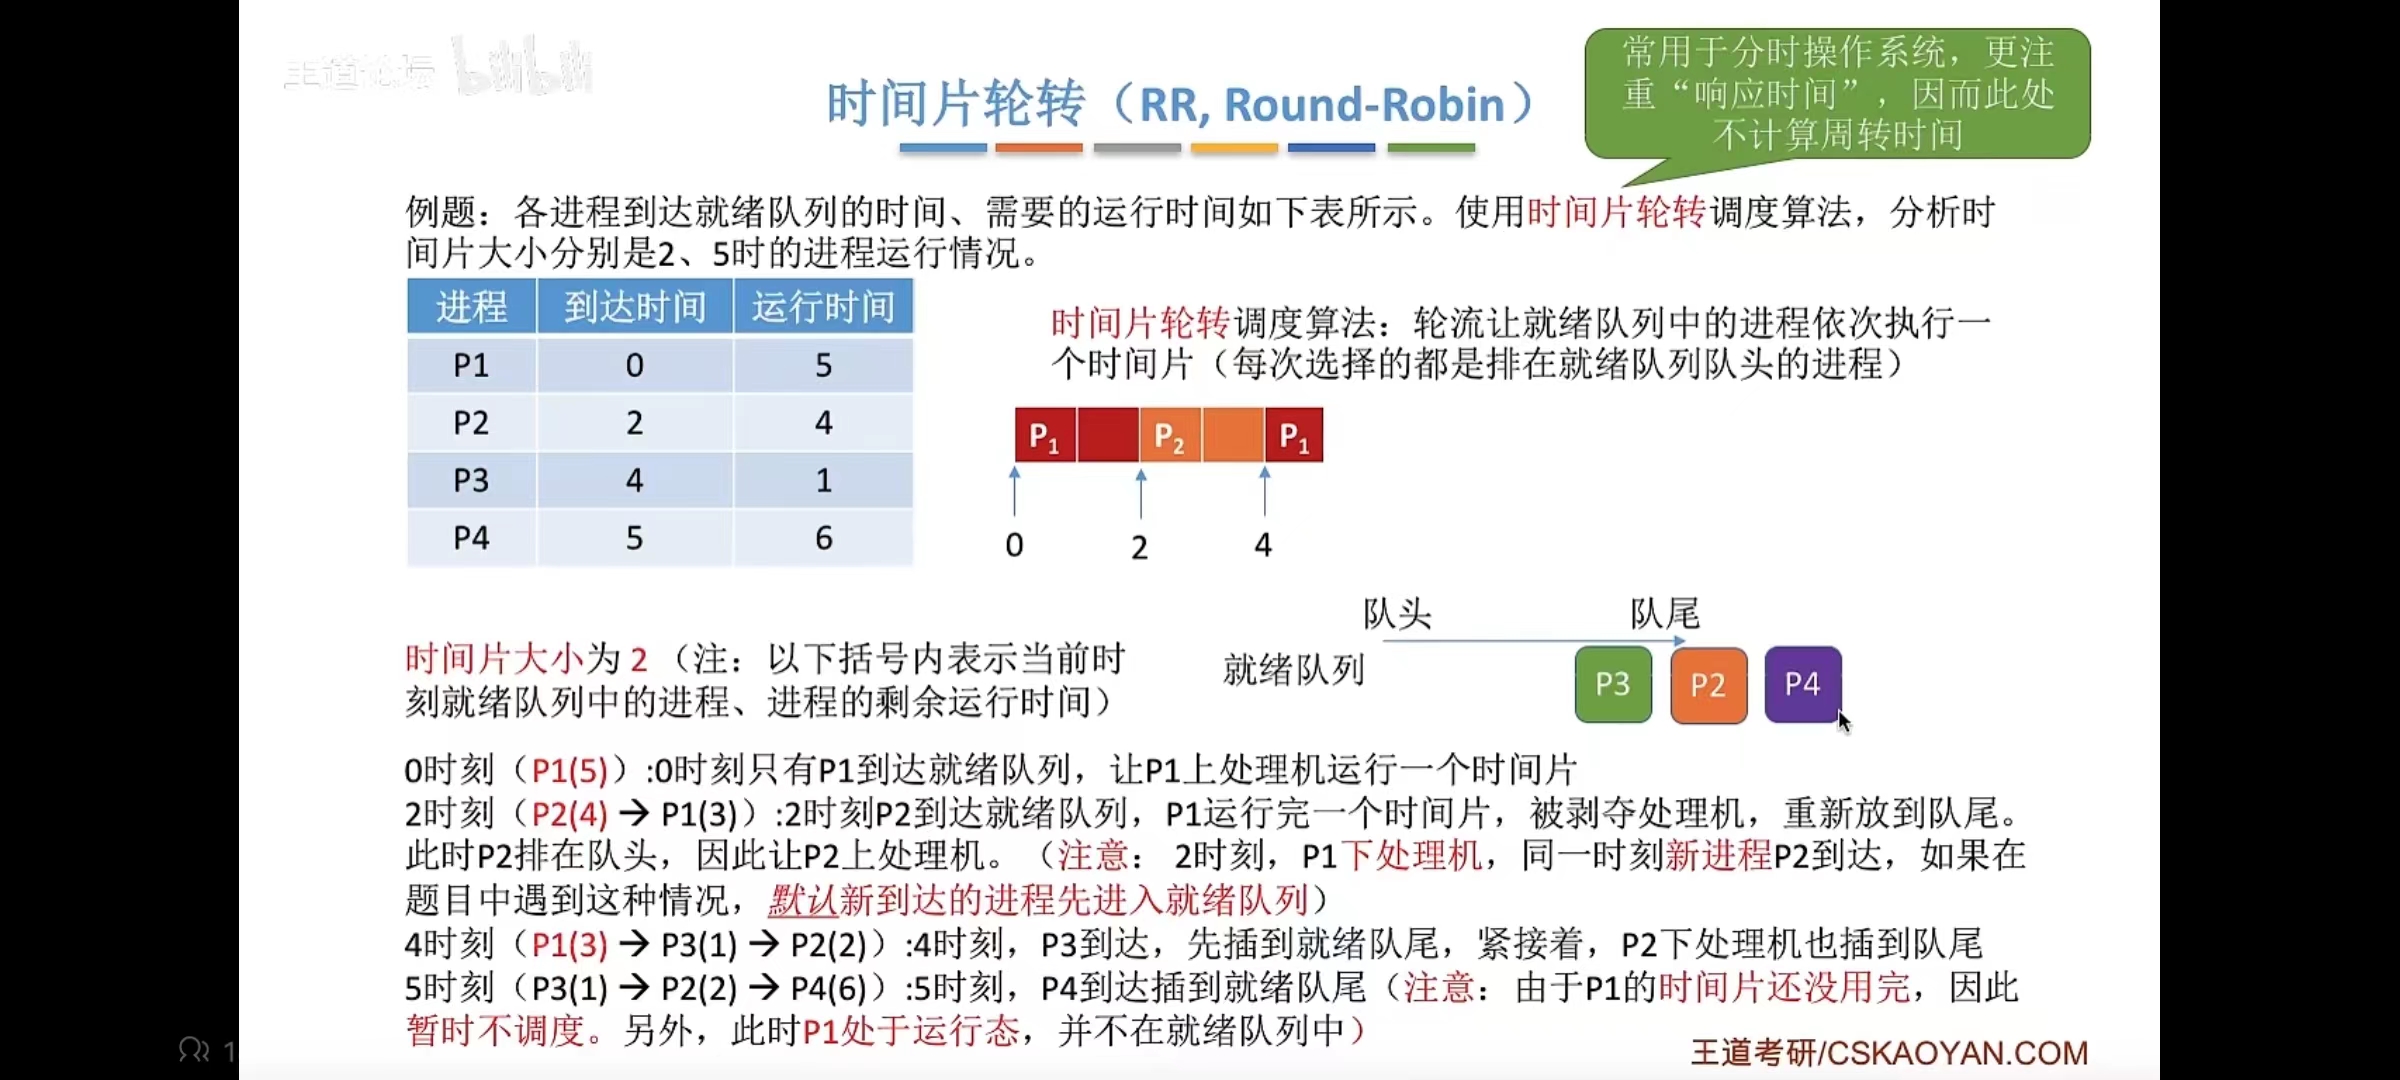 王道论坛 bilibili
时间片轮转（RR, Round-Robin）
常用于分时操作系统，更注
重“响应时间”，因而此处
不计算周转时间
例题：各进程到达就绪队列的时间、需要的运行时间如下表所示。使用时间片轮转调度算法，分析时
间片大小分别是2、5时的进程运行情况。
进程 到达时间 运行时间
P1 0 5
P2 2 4
P3 4 1
P4 5 6
时间片轮转调度算法：轮流让就绪队列中的进程依次执行一
个时间片（每次选择的都是排在就绪队列队头的进程）
P1 P2 P1
0 2 4
队头 队尾
就绪队列
P3 P2 P4
时间片大小为 2（注：以下括号内表示当前时
刻就绪队列中的进程、进程的剩余运行时间）
0时刻（P1(5)）:0时刻只有P1到达就绪队列，让P1上处理机运行一个时间片
2时刻（P2(4) → P1(3)）:2时刻P2到达就绪队列，P1运行完一个时间片，被剥夺处理机，重新放到队尾。
此时P2排在队头，因此让P2上处理机。（注意： 2时刻，P1下处理机，同一时刻新进程P2到达，如果在
题目中遇到这种情况，默认新到达的进程先进入就绪队列）
4时刻（P1(3) → P3(1) → P2(2)）:4时刻，P3到达，先插到就绪队尾，紧接着，P2下处理机也插到队尾
5时刻（P3(1) → P2(2) → P4(6)）:5时刻，P4到达插到就绪队尾（注意：由于P1的时间片还没用完，因此
暂时不调度。另外，此时P1处于运行态，并不在就绪队列中）
1
王道考研/CSKAOYAN.COM